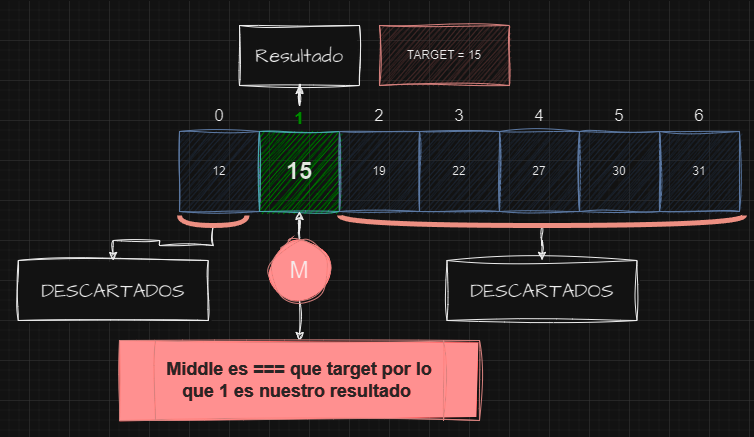 Resultado
TARGET = 15
0 1 2 3 4 5 6
12 15 19 22 27 30 31
M
DESCARTADOS
DESCARTADOS
Middle es === que target por lo
que 1 es nuestro resultado